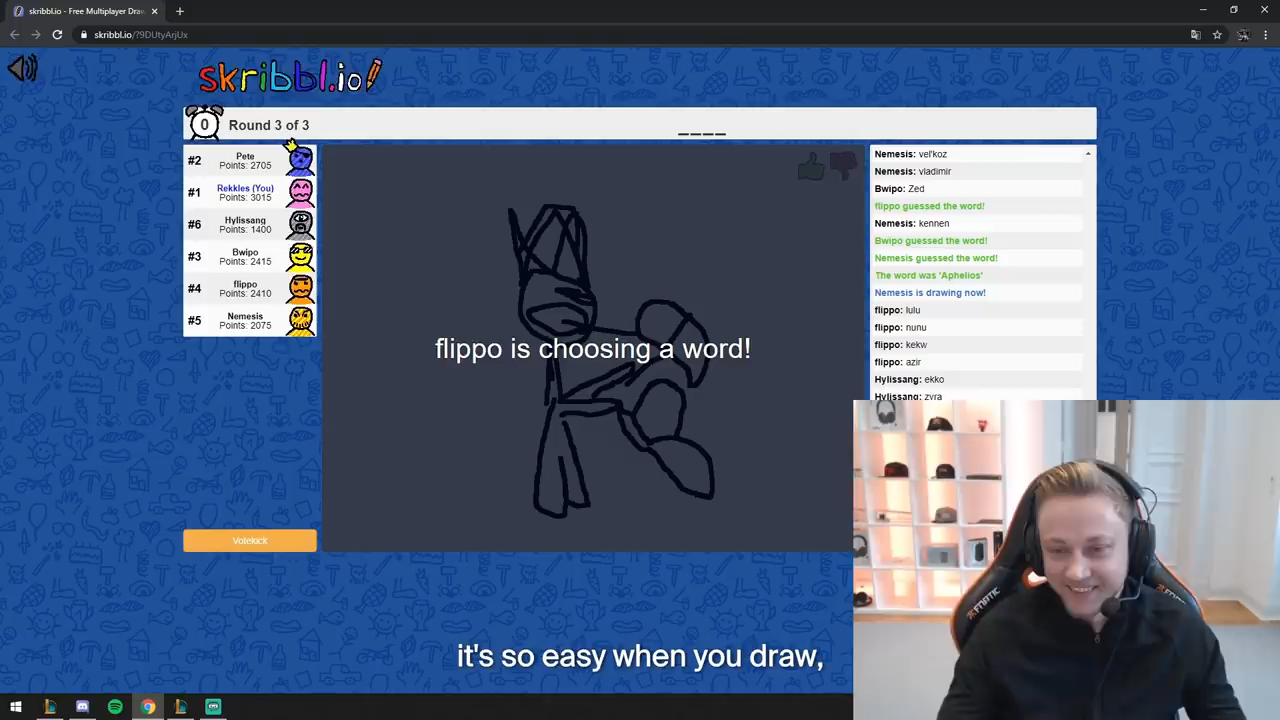 skribbl.io - Free Multiplayer Draw
skribbl.io/?9DUtyArjUx
skribbl.io
0
Round 3 of 3
____
#2
Pete
Points: 2705
#1
Rekkles (You)
Points: 3015
#6
Hylissang
Points: 1400
#3
Bwipo
Points: 2415
#4
flippo
Points: 2410
#5
Nemesis
Points: 2075
Votekick
flippo is choosing a word!
Nemesis: vel'koz
Nemesis: vladimir
Bwipo: Zed
flippo guessed the word!
Nemesis: kennen
Bwipo guessed the word!
Nemesis guessed the word!
The word was 'Aphelios'
Nemesis is drawing now!
flippo: lulu
flippo: nunu
flippo: kekw
flippo: azir
Hylissang: ekko
Hylissang: zyra
FNATIC
it's so easy when you draw,